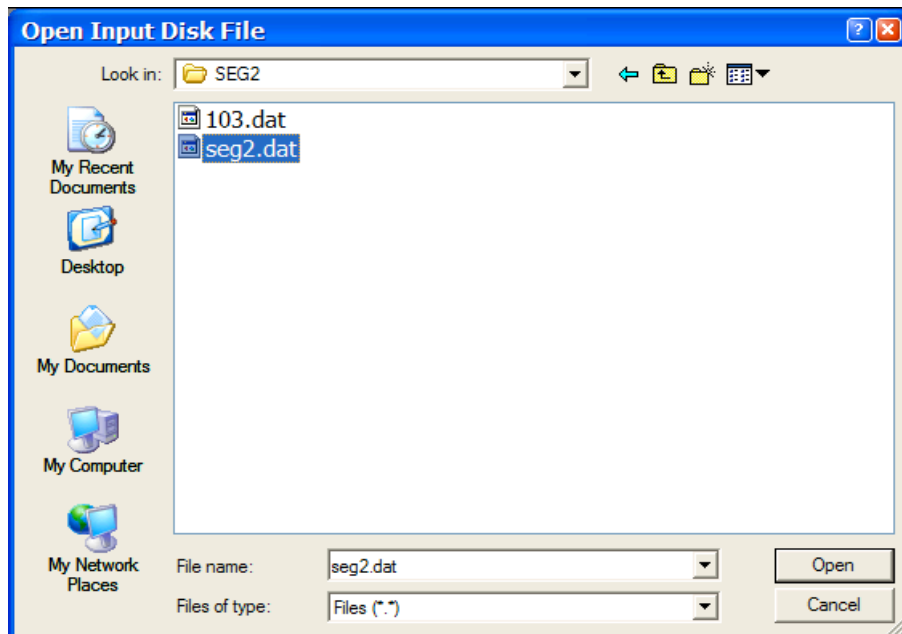 Open Input Disk File
Look in: SEG2
103.dat
seg2.dat
My Recent
Documents
Desktop
My Documents
My Computer
My Network
Places
File name: seg2.dat Open
Files of type: Files (*.*) Cancel